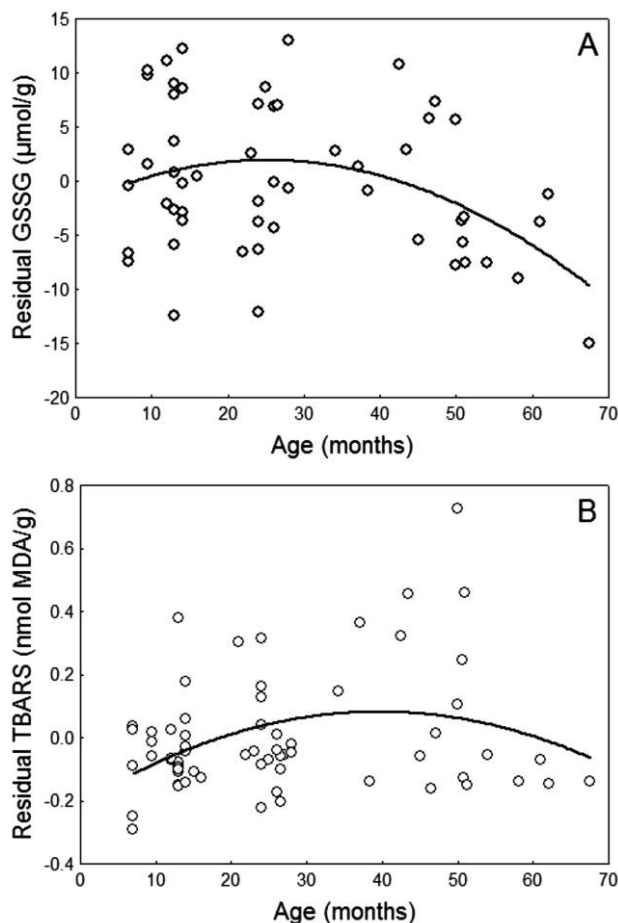 A
Residual GSSG (µmol/g)
15
10
5
0
-5
-10
-15
-20
0 10 20 30 40 50 60 70
Age (months)
B
Residual TBARS (nmol MDA/g)
0.8
0.6
0.4
0.2
0.0
-0.2
-0.4
0 10 20 30 40 50 60 70
Age (months)